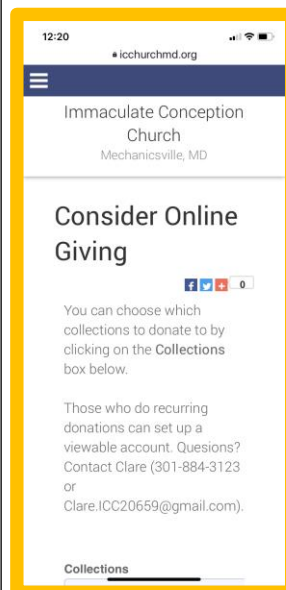 12:20
icchurchmd.org
Immaculate Conception
Church
Mechanicsville, MD
Consider Online
Giving
0
You can choose which
collections to donate to by
clicking on the Collections
box below.
Those who do recurring
donations can set up a
viewable account. Quesions?
Contact Clare (301-884-3123
or
Clare.ICC20659@gmail.com).
Collections